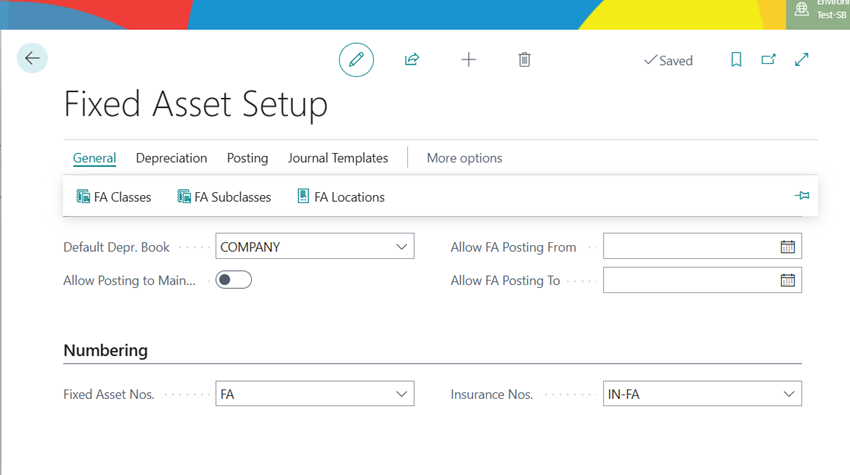 Environ
Test-SB
Saved
Fixed Asset Setup
General Depreciation Posting Journal Templates More options
FA Classes FA Subclasses FA Locations
Default Depr. Book COMPANY Allow FA Posting From
Allow Posting to Main... Allow FA Posting To
Numbering
Fixed Asset Nos. FA Insurance Nos. IN-FA